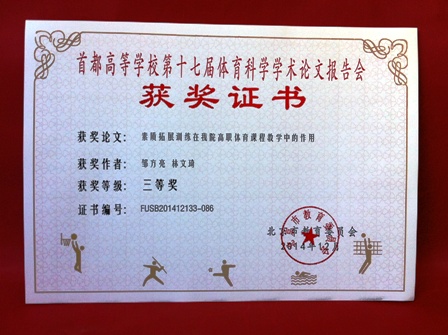 首都高等学校第十七届体育科学学术论文报告会
获奖证书
获奖论文： 素质拓展训练在我院高职体育课程教学中的作用
获奖作者： 邹方亮 林文琦
获奖等级： 三等奖
证书编号： FUSB201412133-086
北京市教育委员会
2014年12月